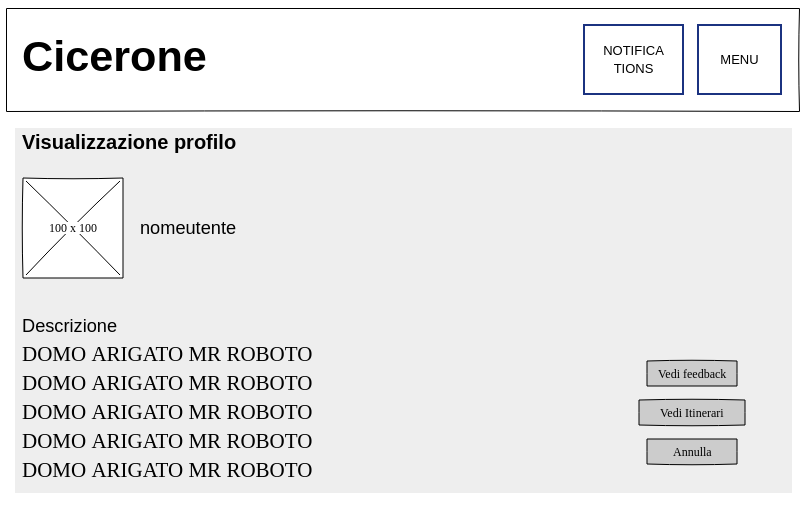 Cicerone
NOTIFICA
TIONS
MENU
Visualizzazione profilo
100 x 100
nomeutente
Descrizione
DOMO ARIGATO MR ROBOTO
DOMO ARIGATO MR ROBOTO
DOMO ARIGATO MR ROBOTO
DOMO ARIGATO MR ROBOTO
DOMO ARIGATO MR ROBOTO
Vedi feedback
Vedi Itinerari
Annulla